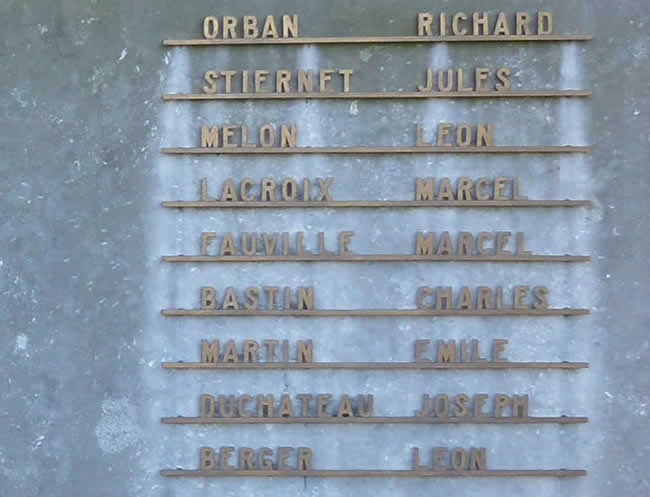 ORBAN RICHARD
STIERNET JULES
MELON LEON
LACROIX MARCEL
FAUVILLE MARCEL
BASTIN CHARLES
MARTIN EMILE
DUCHATEAU JOSEPH
BERGER LEON